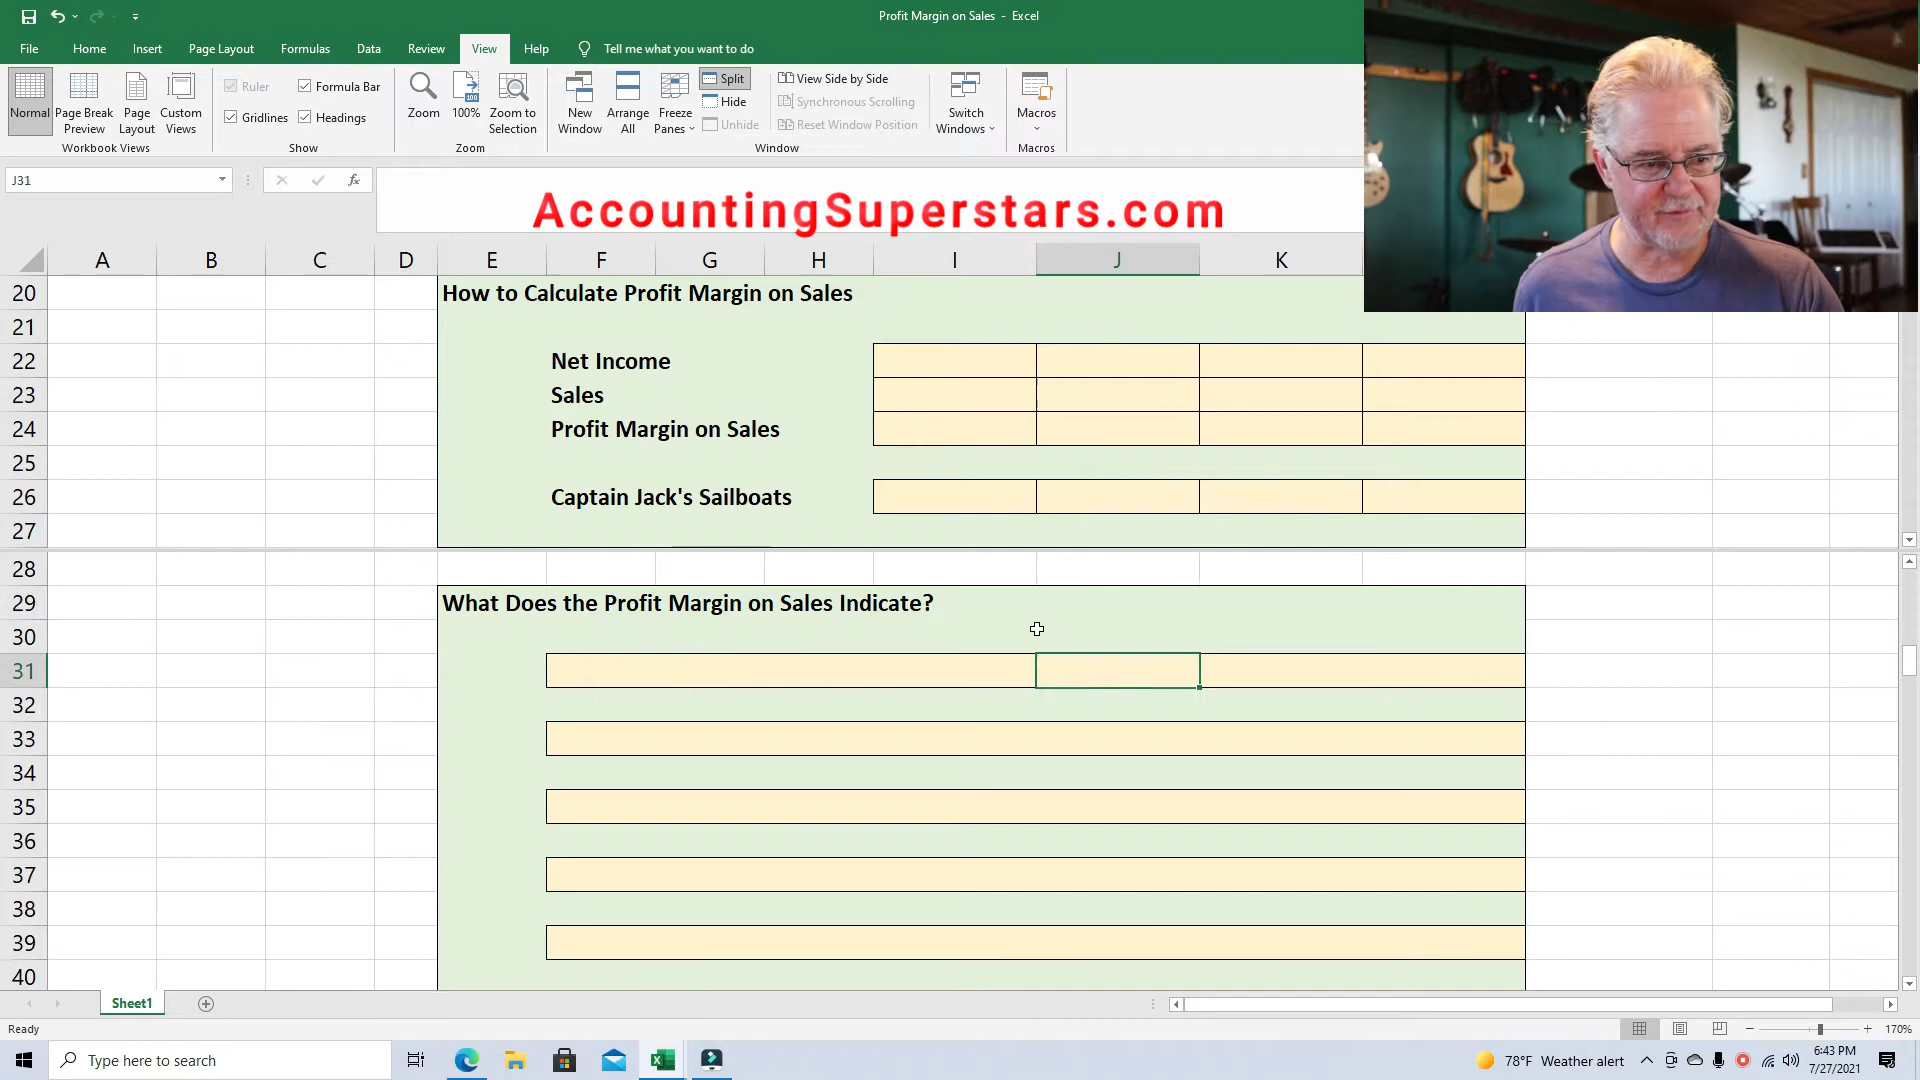 Profit Margin on Sales - Excel
File Home Insert Page Layout Formulas Data Review View Help Tell me what you want to do
Normal
Page Break Preview
Page Layout
Custom Views
Workbook Views
Ruler
Formula Bar
Gridlines
Headings
Show
Zoom
100%
Zoom to Selection
Zoom
New Window
Arrange All
Freeze Panes
Split
Hide
Unhide
View Side by Side
Synchronous Scrolling
Reset Window Position
Switch Windows
Window
Macros
Macros
J31
fx
AccountingSuperstars.com
A B C D E F G H I J K
20 How to Calculate Profit Margin on Sales
21
22 Net Income
23 Sales
24 Profit Margin on Sales
25
26 Captain Jack's Sailboats
27
28
29 What Does the Profit Margin on Sales Indicate?
30
31
32
33
34
35
36
37
38
39
40
Sheet1
Ready
170%
Type here to search
78°F Weather alert
6:43 PM
7/27/2021